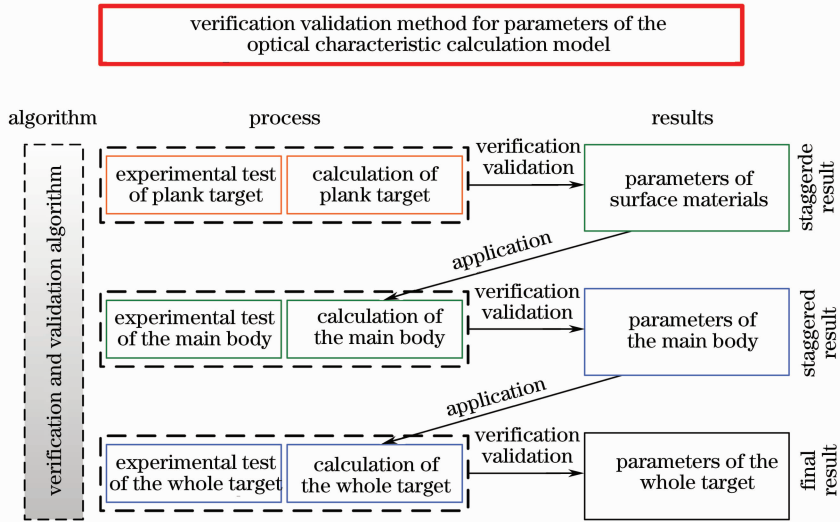 verification validation method for parameters of the
optical characteristic calculation model
algorithm
process
results
verification and validation algorithm
experimental test
of plank target
calculation of
plank target
verification
validation
parameters of
surface materials
staggerde
result
application
experimental test
of the main body
calculation of
the main body
verification
validation
parameters of
the main body
staggered
result
application
experimental test
of the whole target
calculation of
the whole target
verification
validation
parameters of the
whole target
final
result